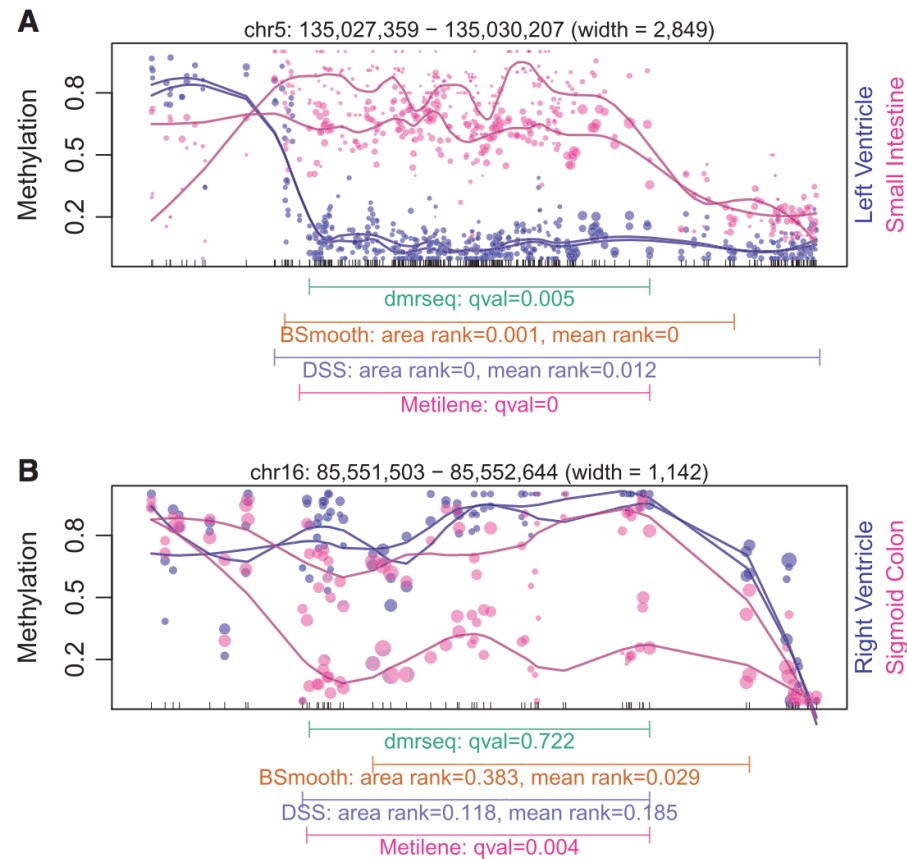 A
chr5: 135,027,359 − 135,030,207 (width = 2,849)
Methylation
0.8
0.5
0.2
Left Ventricle
Small Intestine
dmrseq: qval=0.005
BSmooth: area rank=0.001, mean rank=0
DSS: area rank=0, mean rank=0.012
Metilene: qval=0
B
chr16: 85,551,503 − 85,552,644 (width = 1,142)
Methylation
0.8
0.5
0.2
Right Ventricle
Sigmoid Colon
dmrseq: qval=0.722
BSmooth: area rank=0.383, mean rank=0.029
DSS: area rank=0.118, mean rank=0.185
Metilene: qval=0.004